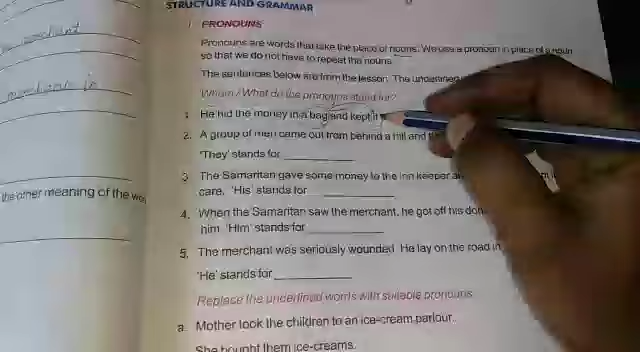 STRUCTURE AND GRAMMAR
PRONOUNS
Pronouns are words that take the place of nouns. We use a pronoun in place of a noun
so that we do not have to repeat the nouns.
The sentences below are from the lesson. The underlined
Whom / What do the pronouns stand for?
1. He hid the money in a bag and kept it
2. A group of men came out from behind a hill and
'They' stands for
3. The Samaritan gave some money to the inn keeper
care. 'His' stands for
the other meaning of the
4. When the Samaritan saw the merchant, he got off his
him. 'Him' stands for
5. The merchant was seriously wounded. He lay on the road in
'He' stands for
Replace the underlined words with suitable pronouns.
a. Mother took the children to an ice-cream parlour.
She bought them ice-creams.